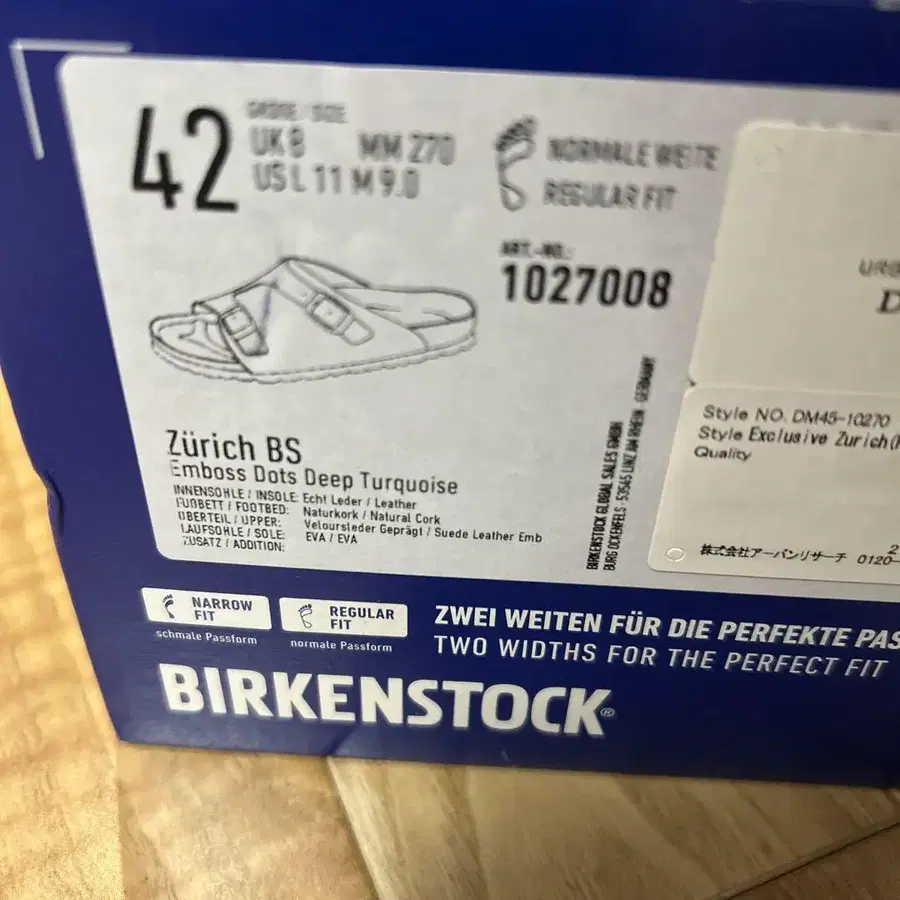 42
GRÖSSE / SIZE
UK 8 MM 270
US L 11 M 9.0
NORMALE WEITE
REGULAR FIT
ART.-NO.:
1027008
Zürich BS
Emboss Dots Deep Turquoise
INNENSOHLE / INSOLE: Echt Leder / Leather
FUßBETT / FOOTBED: Naturkork / Natural Cork
OBERTEIL / UPPER: Veloursleder Geprägt / Suede Leather Emb
LAUFSOHLE / SOLE: EVA / EVA
ZUSATZ / ADDITION:
BIRKENSTOCK GLOBAL SALES GMBH
BURG OCKENFELS - 53545 LINZ AM RHEIN - GERMANY
URB
D
Style NO. DM45-10270
Style Exclusive Zurich(
Quality
株式会社アーバンリサーチ 0120-
NARROW
FIT
schmale Passform
REGULAR
FIT
normale Passform
ZWEI WEITEN FÜR DIE PERFEKTE PAS
TWO WIDTHS FOR THE PERFECT FIT
BIRKENSTOCK®